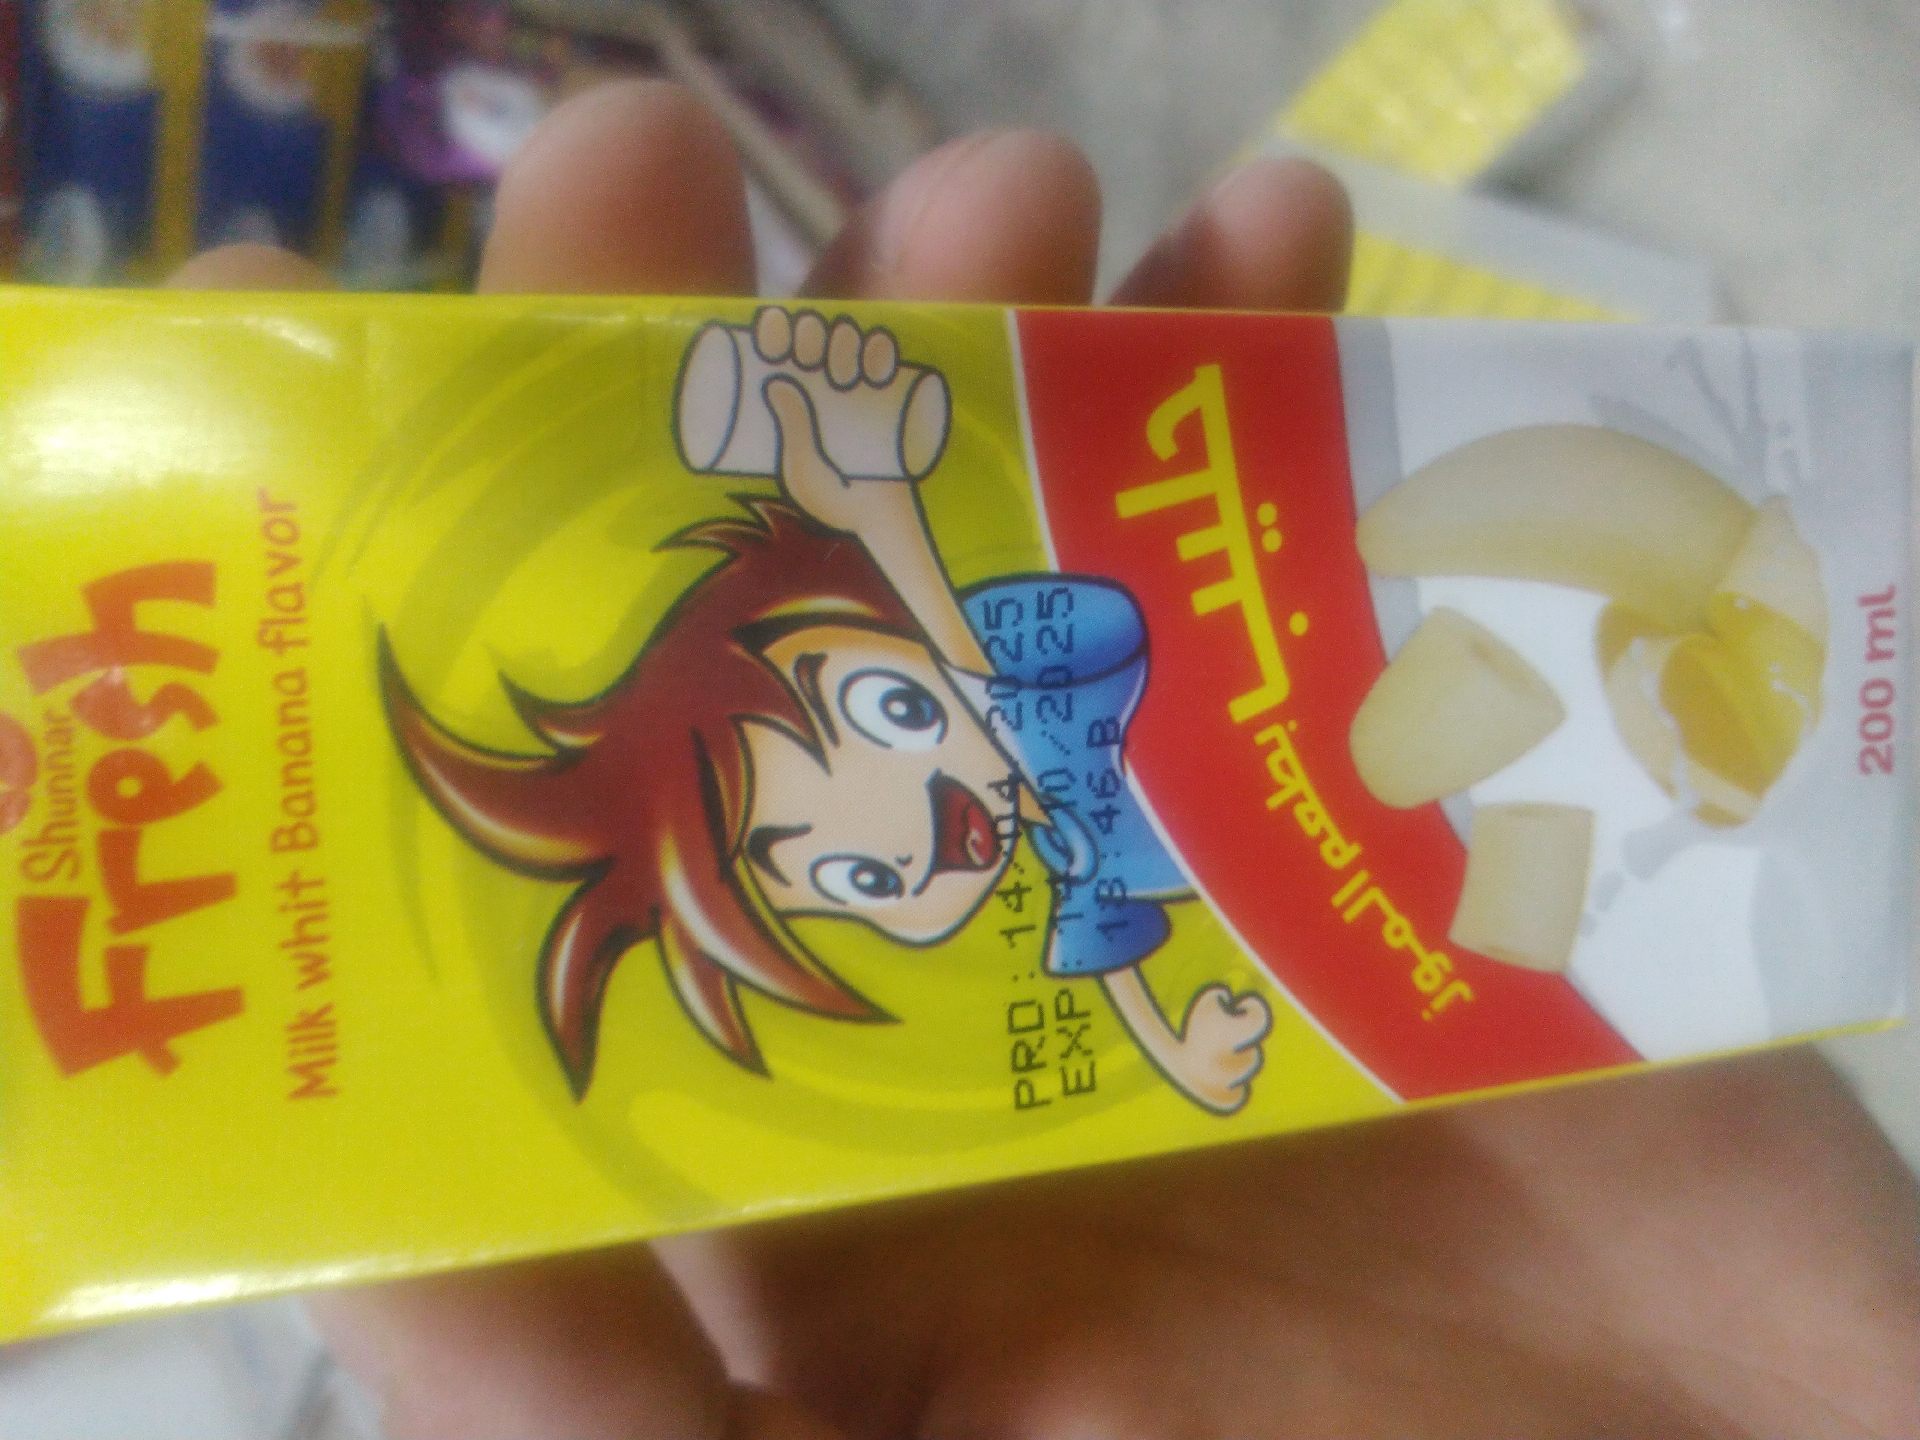 Shunnar
Fresh
Milk whit Banana flavor
PRD: 14/04/2025
EXP: 14/10/2025
18:46 B
حليب
بنكهة الموز
200 ml